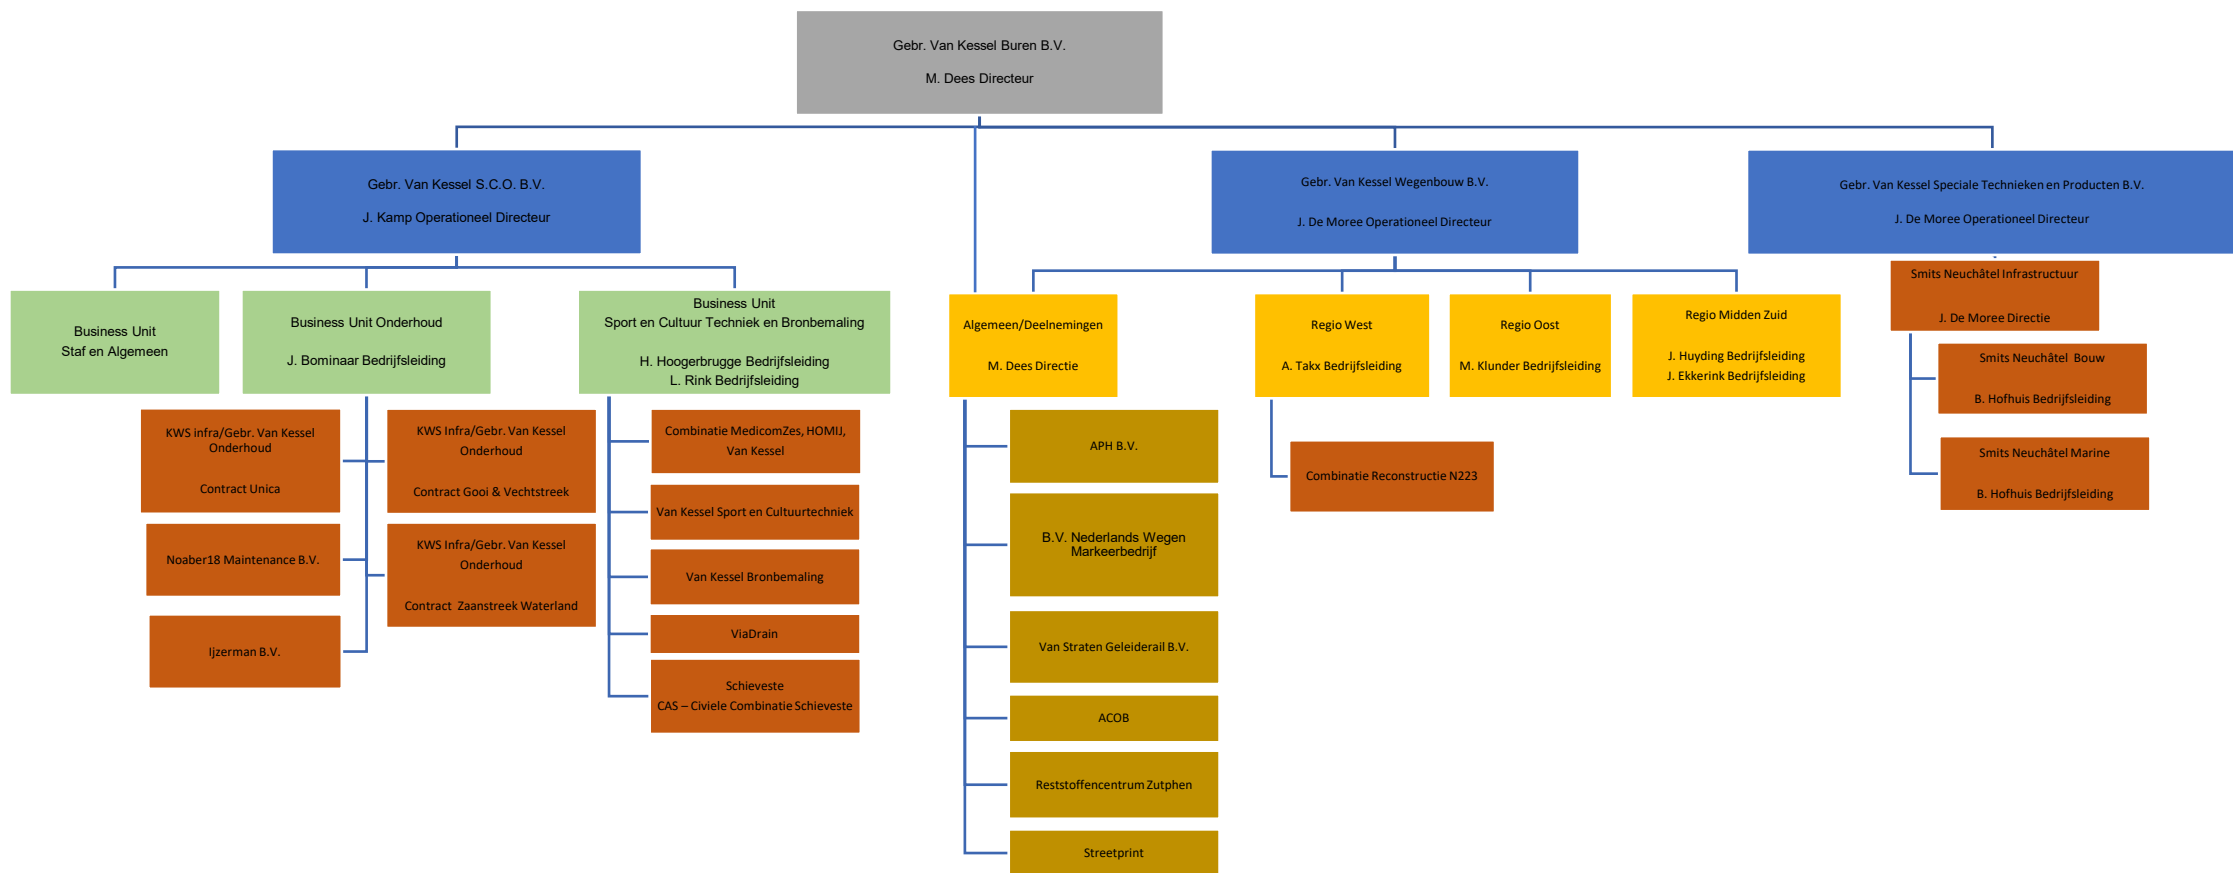 Gebr. Van Kessel Buren B.V.
M. Dees Directeur
Gebr. Van Kessel S.C.O. B.V.
J. Kamp Operationeel Directeur
Gebr. Van Kessel Wegenbouw B.V.
J. De Moree Operationeel Directeur
Gebr. Van Kessel Speciale Technieken en Producten B.V.
J. De Moree Operationeel Directeur
Business Unit
Staf en Algemeen
Business Unit Onderhoud
J. Bominaar Bedrijfsleiding
Business Unit
Sport en Cultuur Techniek en Bronbemaling
H. Hoogerbrugge Bedrijfsleiding
L. Rink Bedrijfsleiding
Algemeen/Deelnemingen
M. Dees Directie
Regio West
A. Takx Bedrijfsleiding
Regio Oost
M. Klunder Bedrijfsleiding
Regio Midden Zuid
J. Huyding Bedrijfsleiding
J. Ekkerink Bedrijfsleiding
Smits Neuchâtel Infrastructuur
J. De Moree Directie
Smits Neuchâtel  Bouw
B. Hofhuis Bedrijfsleiding
Smits Neuchâtel Marine
B. Hofhuis Bedrijfsleiding
KWS infra/Gebr. Van Kessel
Onderhoud
Contract Unica
Noaber18 Maintenance B.V.
Ijzerman B.V.
KWS Infra/Gebr. Van Kessel
Onderhoud
Contract Gooi & Vechtstreek
KWS Infra/Gebr. Van Kessel
Onderhoud
Contract  Zaanstreek Waterland
Combinatie MedicomZes, HOMIJ,
Van Kessel
Van Kessel Sport en Cultuurtechniek
Van Kessel Bronbemaling
ViaDrain
Schieveste
CAS – Civiele Combinatie Schieveste
APH B.V.
B.V. Nederlands Wegen
Markeerbedrijf
Van Straten Geleiderail B.V.
ACOB
Reststoffencentrum Zutphen
Streetprint
Combinatie Reconstructie N223